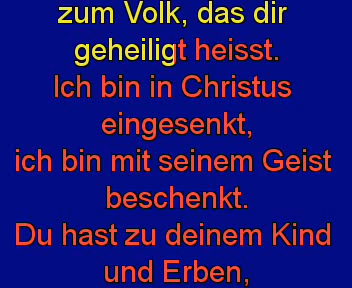 zum Volk, das dir
geheiligt heisst.
Ich bin in Christus
eingesenkt,
ich bin mit seinem Geist
beschenkt.
Du hast zu deinem Kind
und Erben,